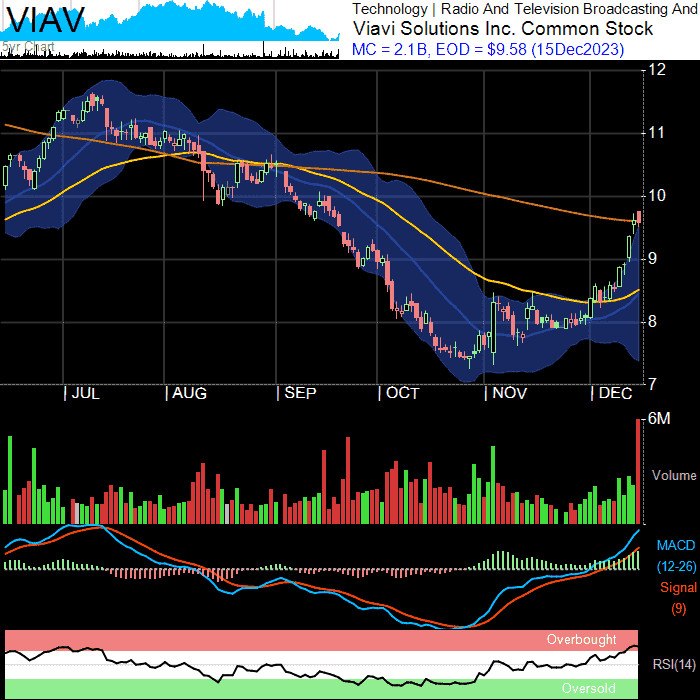 VIAV
5yr Chart
Technology | Radio And Television Broadcasting And
Viavi Solutions Inc. Common Stock
MC = 2.1B, EOD = $9.58 (15Dec2023)
12
11
10
9
8
7
| JUL | AUG | SEP | OCT | NOV | DEC
6M
Volume
MACD
(12-26)
Signal
(9)
Overbought
RSI(14)
Oversold